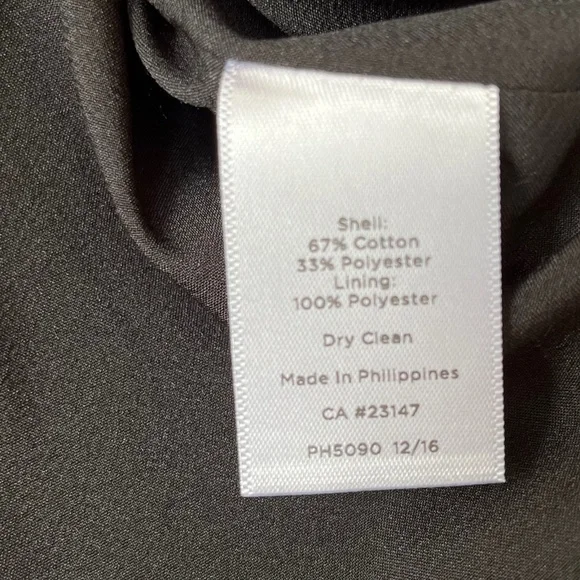 Shell:
67% Cotton
33% Polyester
Lining:
100% Polyester
Dry Clean
Made In Philippines
CA #23147
PH5090 12/16